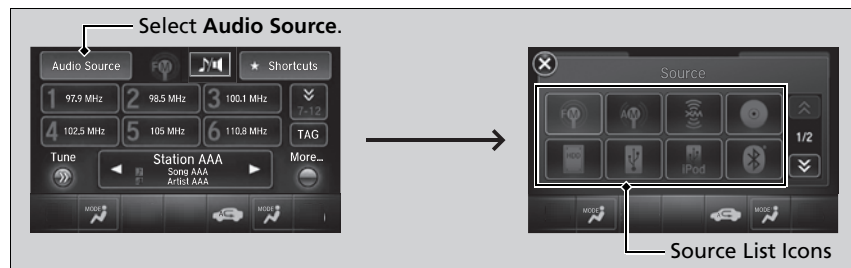 Select Audio Source.
Audio Source
FM
Shortcuts
1 97.9 MHz
2 98.5 MHz
3 100.1 MHz
7-12
4 102.5 MHz
5 105 MHz
6 110.8 MHz
TAG
Tune
Station AAA
Song AAA
Artist AAA
More...
MODE
A
MODE
Source
FM
AM
XM
1/2
HDD
iPod
MODE
A
MODE
Source List Icons